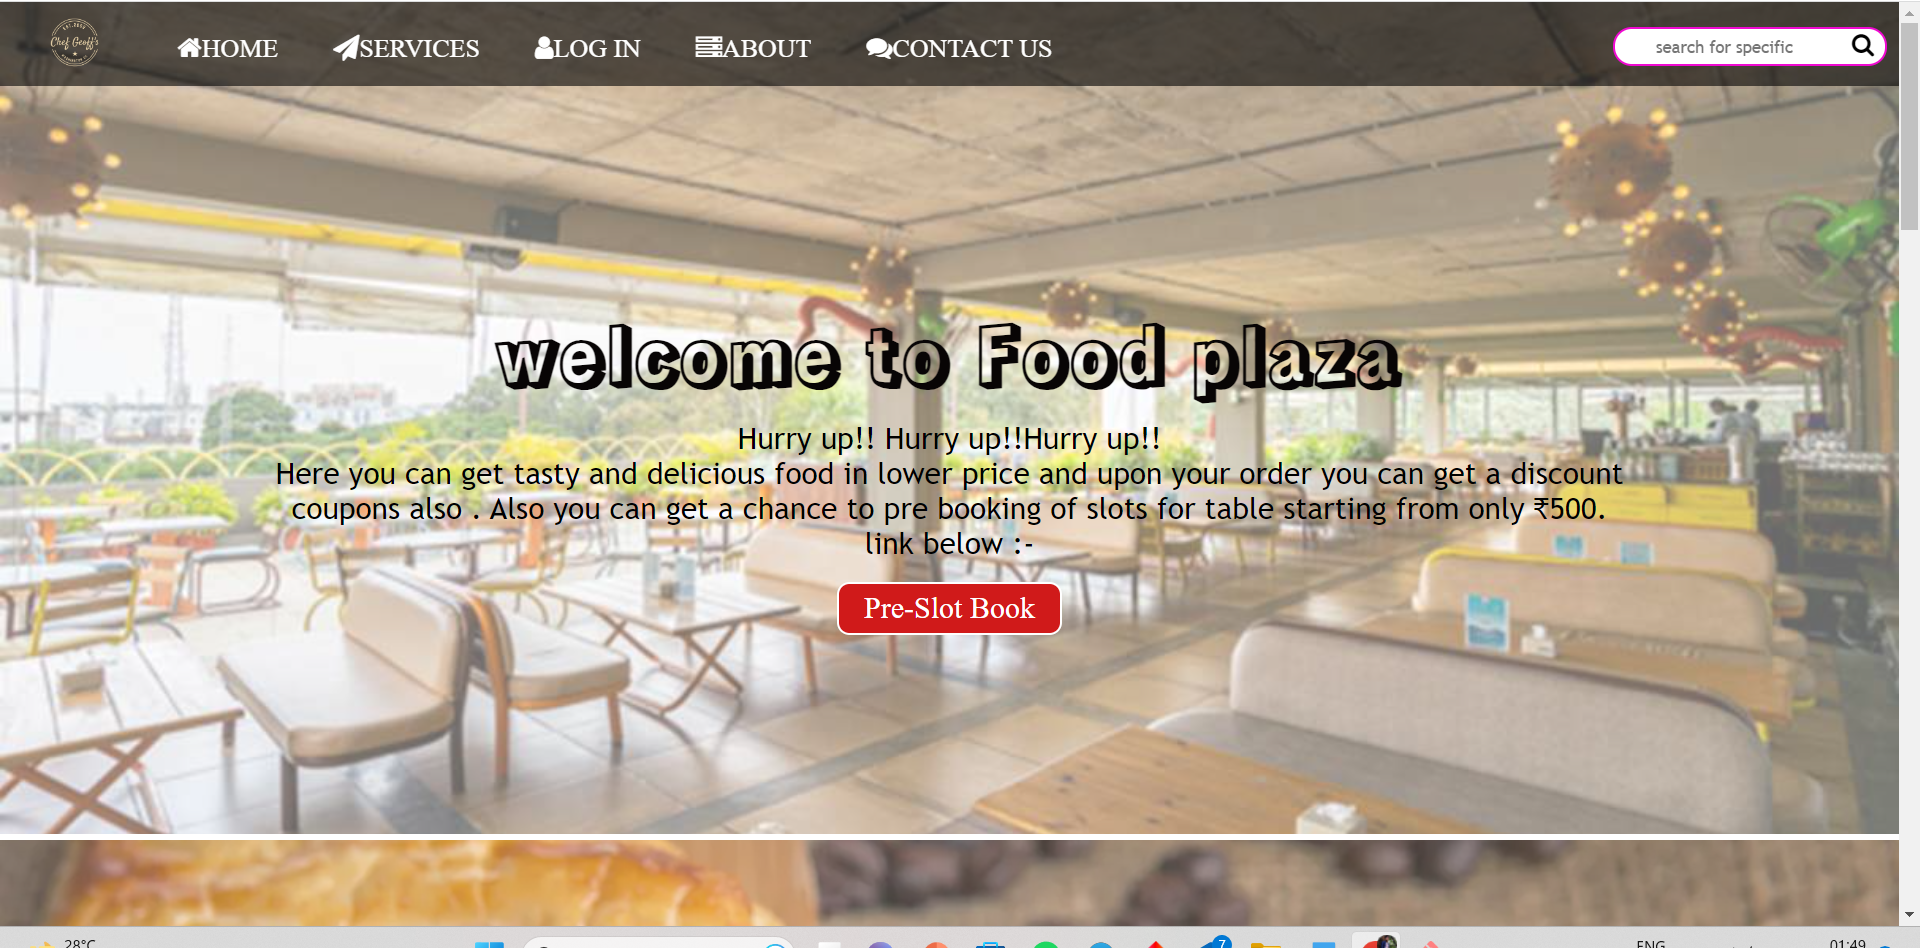 EST.2002
Chef Geoff's
HOME SERVICES LOG IN ABOUT CONTACT US
search for specific
welcome to Food plaza
Hurry up!! Hurry up!!Hurry up!!
Here you can get tasty and delicious food in lower price and upon your order you can get a discount
coupons also . Also you can get a chance to pre booking of slots for table starting from only ₹500.
link below :-
Pre-Slot Book
28°C
7
ENG
01:49